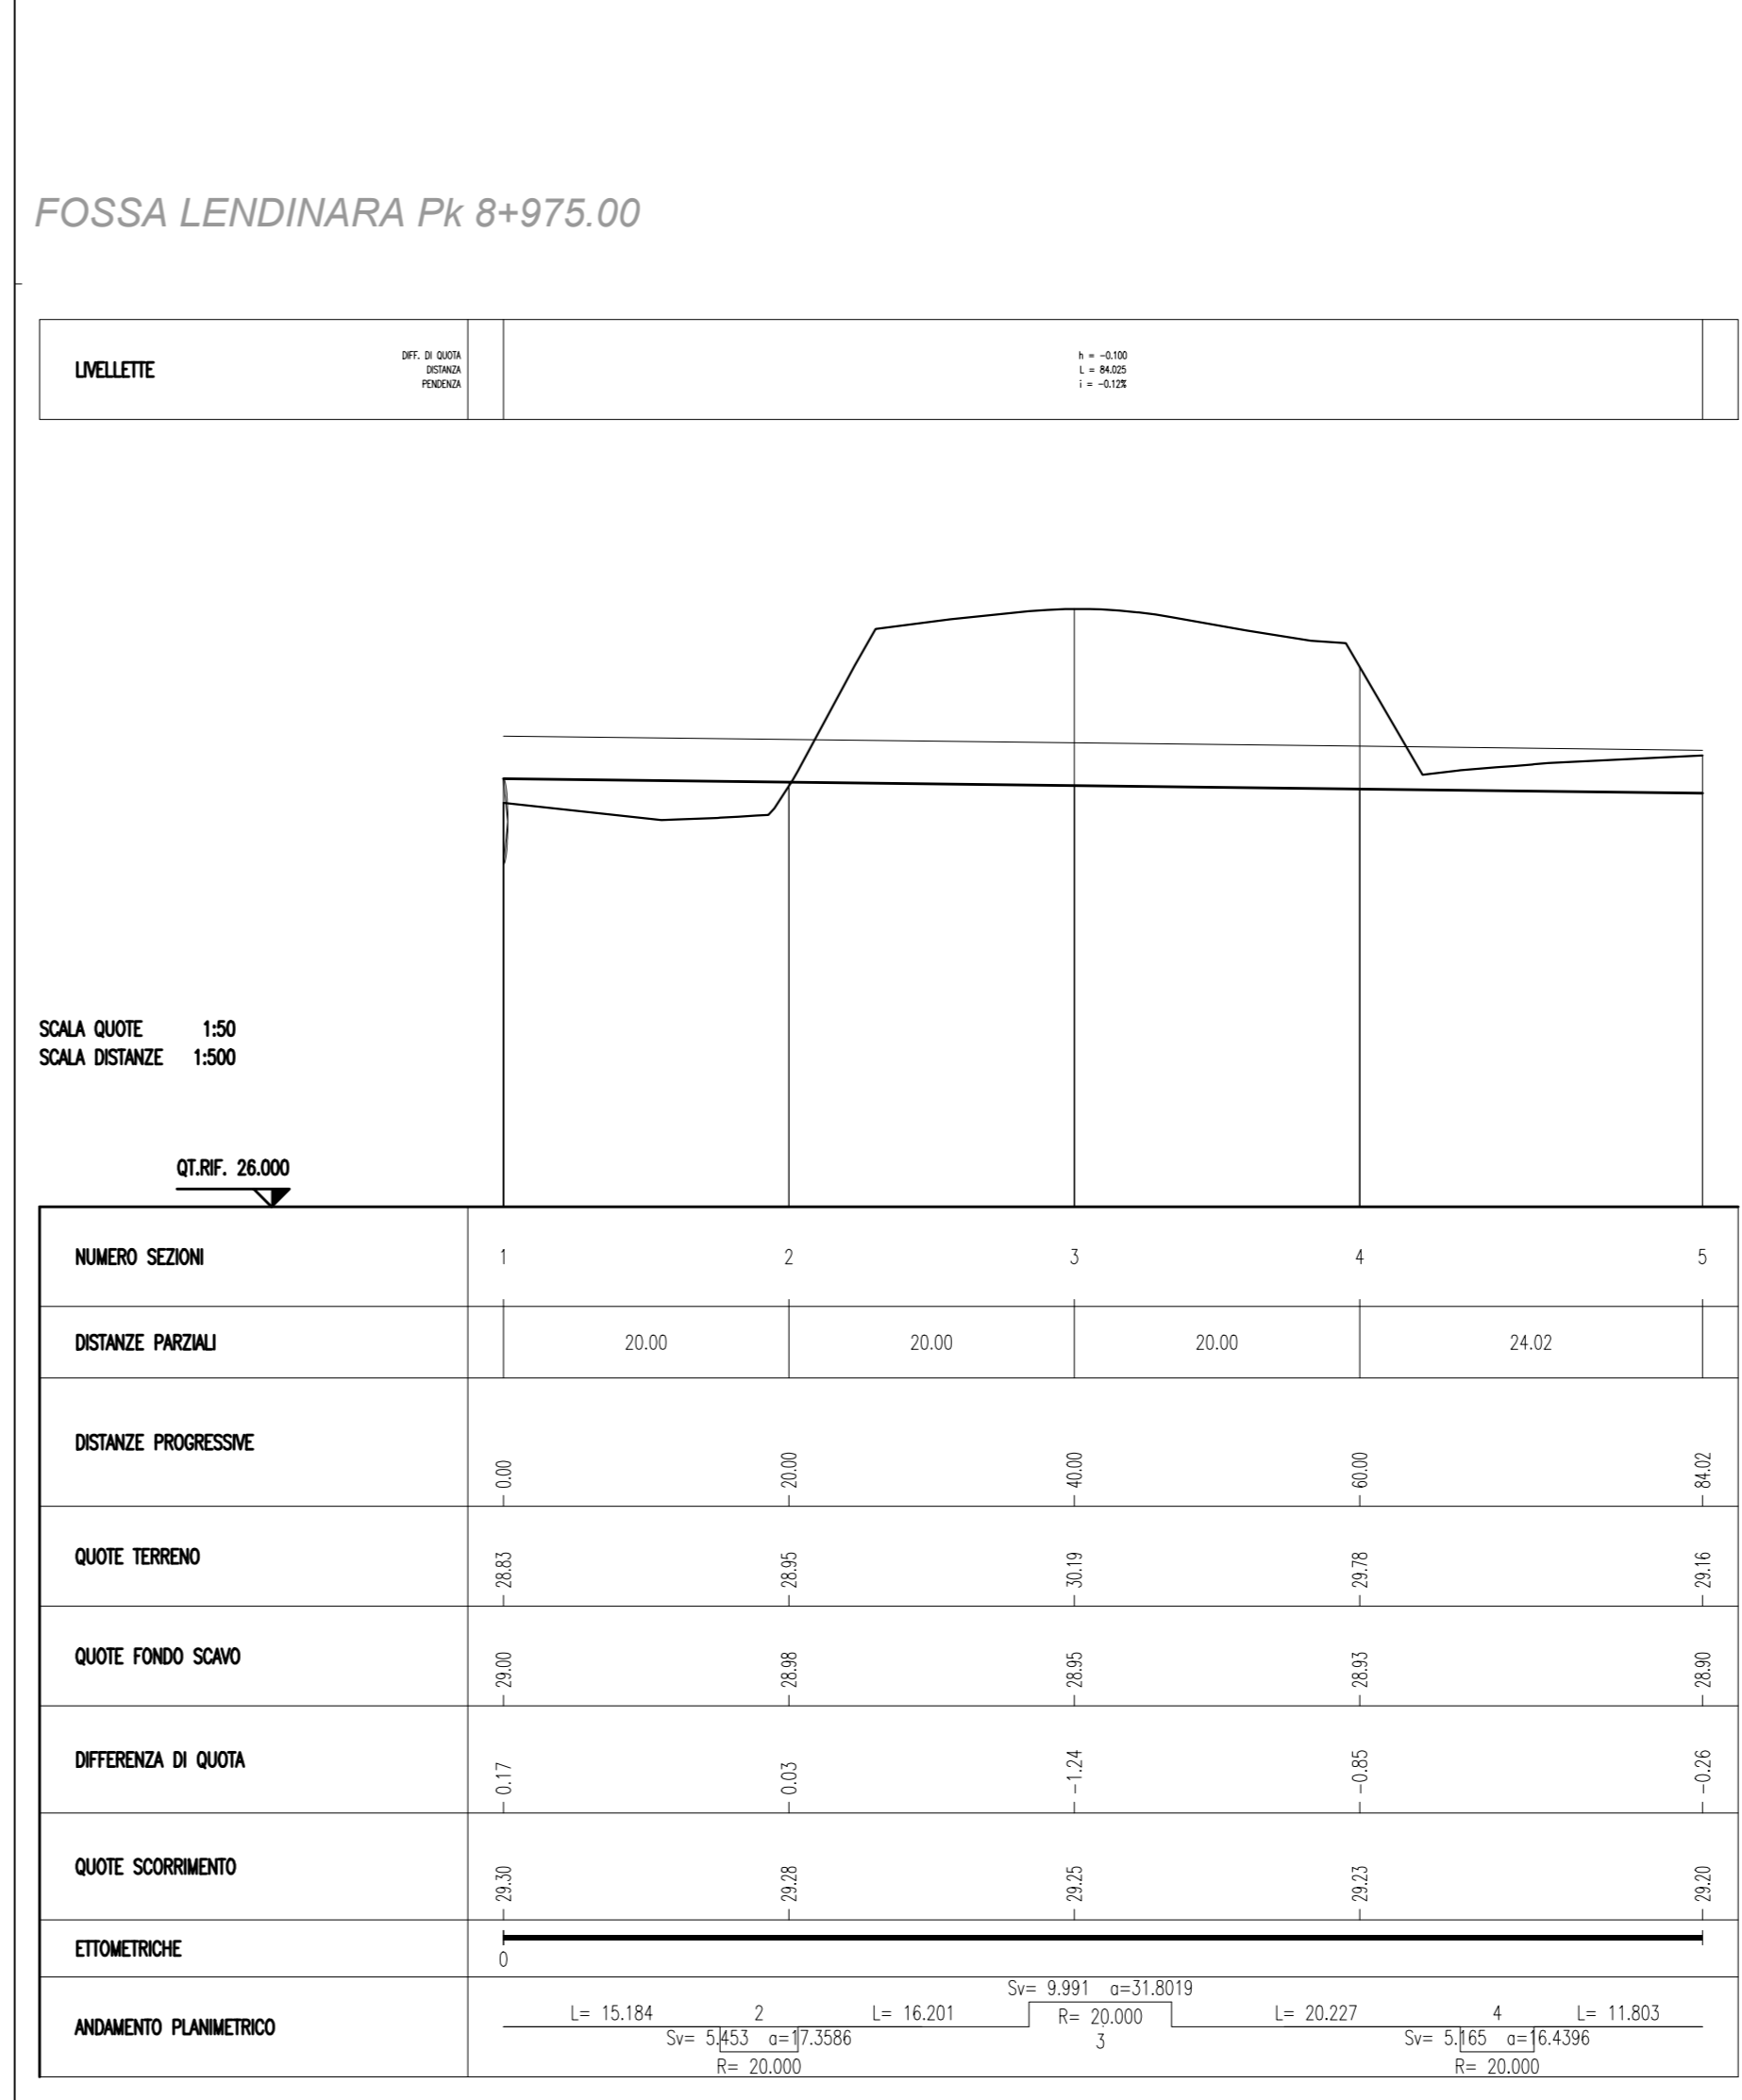 FOSSA LENDINARA Pk 8+975.00
LIVELLETTE
DIFF. DI QUOTA
DISTANZA
PENDENZA
h = -0.100
L = 84.025
i = -0.12%
SCALA QUOTE 1:50
SCALA DISTANZE 1:500
QT.RIF. 26.000
NUMERO SEZIONI 1 2 3 4 5
DISTANZE PARZIALI 20.00 20.00 20.00 24.02
DISTANZE PROGRESSIVE 0.00 20.00 40.00 60.00 84.02
QUOTE TERRENO 28.83 28.95 30.19 29.78 29.16
QUOTE FONDO SCAVO 29.00 28.98 28.95 28.93 28.90
DIFFERENZA DI QUOTA 0.17 0.03 -1.24 -0.85 -0.26
QUOTE SCORRIMENTO 29.30 29.28 29.25 29.23 29.20
ETTOMETRICHE
0
ANDAMENTO PLANIMETRICO
Sv= 9.991 a=31.8019
L= 15.184 2 L= 16.201 R= 20.000 L= 20.227 4 L= 11.803
Sv= 5.453 a=17.3586 3 Sv= 5.165 a=16.4396
R= 20.000 R= 20.000